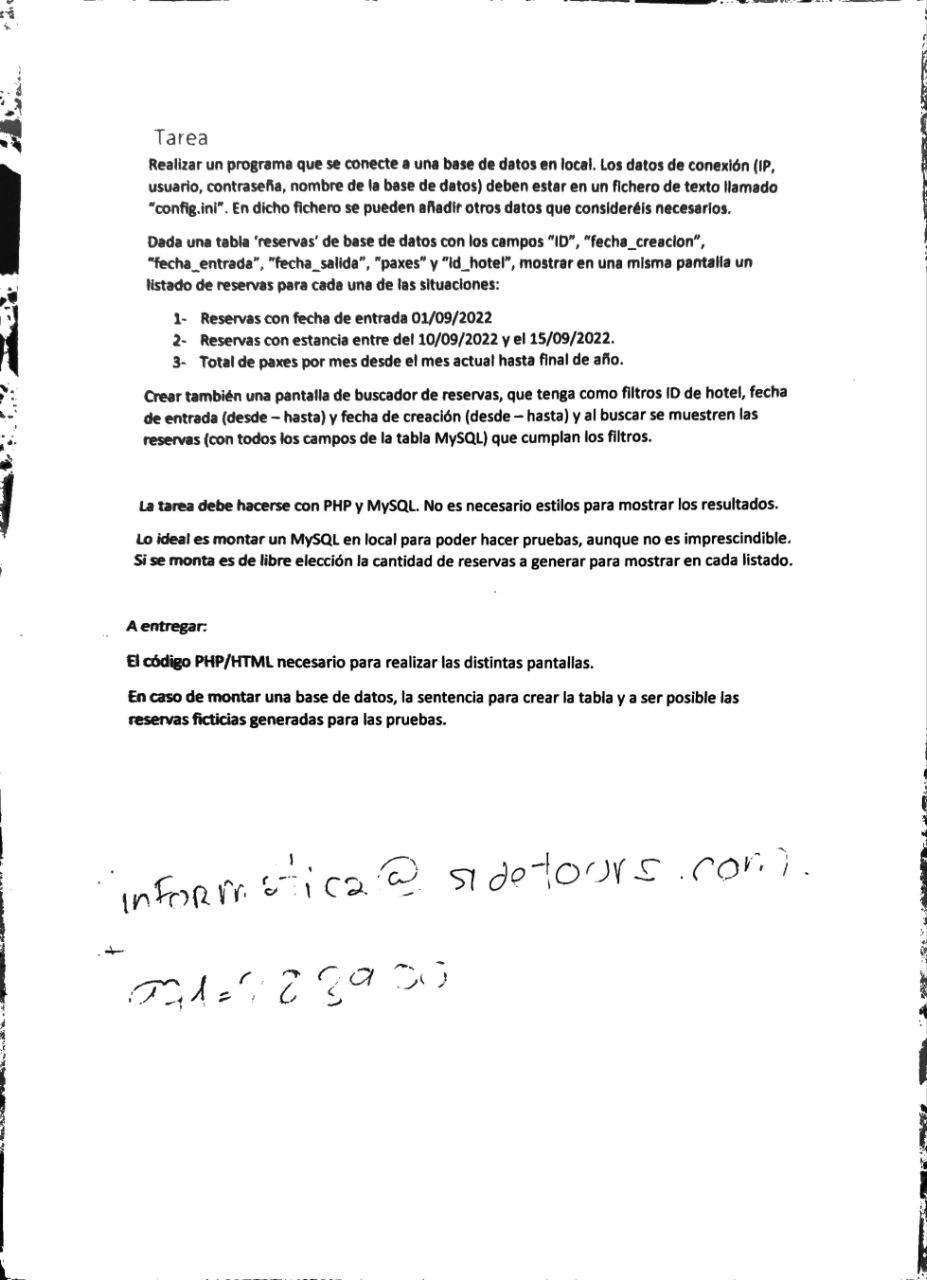 Tarea
Realizar un programa que se conecte a una base de datos en local. Los datos de conexión (IP,
usuario, contraseña, nombre de la base de datos) deben estar en un fichero de texto llamado
"config.ini". En dicho fichero se pueden añadir otros datos que consideréis necesarios.
Dada una tabla 'reservas' de base de datos con los campos "ID", "fecha_creacion",
"fecha_entrada", "fecha_salida", "paxes" y "id_hotel", mostrar en una misma pantalla un
listado de reservas para cada una de las situaciones:
1- Reservas con fecha de entrada 01/09/2022
2- Reservas con estancia entre del 10/09/2022 y el 15/09/2022.
3- Total de paxes por mes desde el mes actual hasta final de año.
Crear también una pantalla de buscador de reservas, que tenga como filtros ID de hotel, fecha
de entrada (desde – hasta) y fecha de creación (desde – hasta) y al buscar se muestren las
reservas (con todos los campos de la tabla MySQL) que cumplan los filtros.
La tarea debe hacerse con PHP y MySQL. No es necesario estilos para mostrar los resultados.
Lo ideal es montar un MySQL en local para poder hacer pruebas, aunque no es imprescindible.
Si se monta es de libre elección la cantidad de reservas a generar para mostrar en cada listado.
A entregar:
El código PHP/HTML necesario para realizar las distintas pantallas.
En caso de montar una base de datos, la sentencia para crear la tabla y a ser posible las
reservas ficticias generadas para las pruebas.